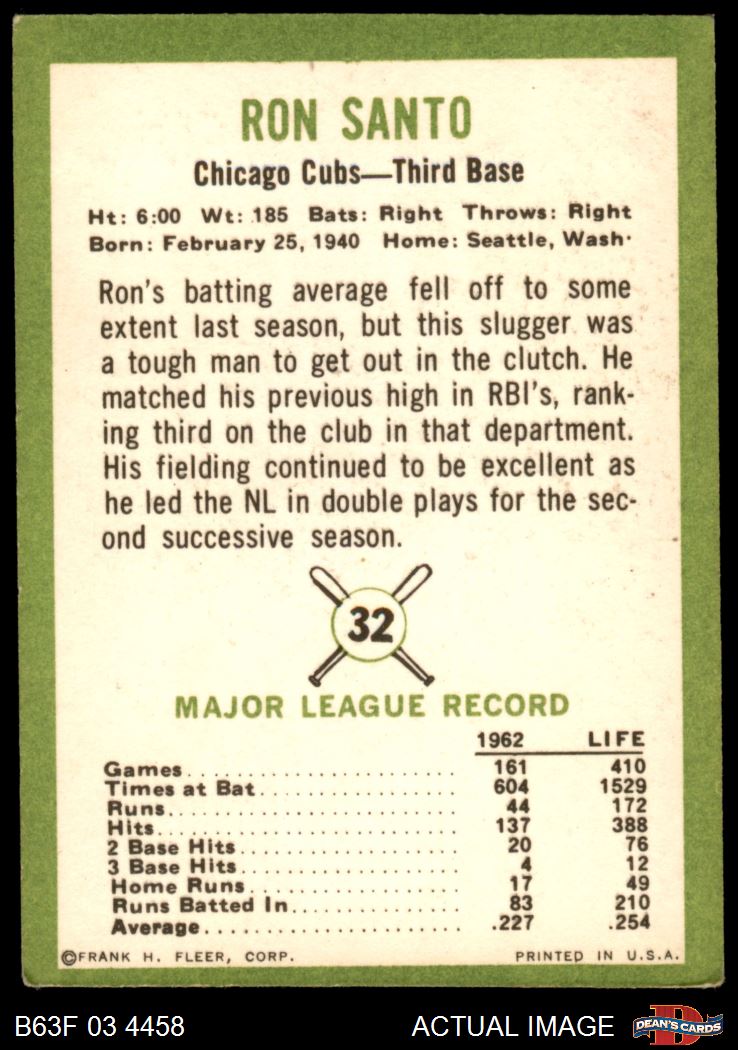 RON SANTO
Chicago Cubs—Third Base
Ht: 6:00 Wt: 185 Bats: Right Throws: Right
Born: February 25, 1940 Home: Seattle, Wash.
Ron's batting average fell off to some
extent last season, but this slugger was
a tough man to get out in the clutch. He
matched his previous high in RBI's, rank-
ing third on the club in that department.
His fielding continued to be excellent as
he led the NL in double plays for the sec-
ond successive season.
32
MAJOR LEAGUE RECORD
1962 LIFE
Games 161 410
Times at Bat 604 1529
Runs 44 172
Hits 137 388
2 Base Hits 20 76
3 Base Hits 4 12
Home Runs 17 49
Runs Batted In 83 210
Average .227 .254
©FRANK H. FLEER, CORP. PRINTED IN U.S.A.
B63F 03 4458 ACTUAL IMAGE D DEAN'S CARDS